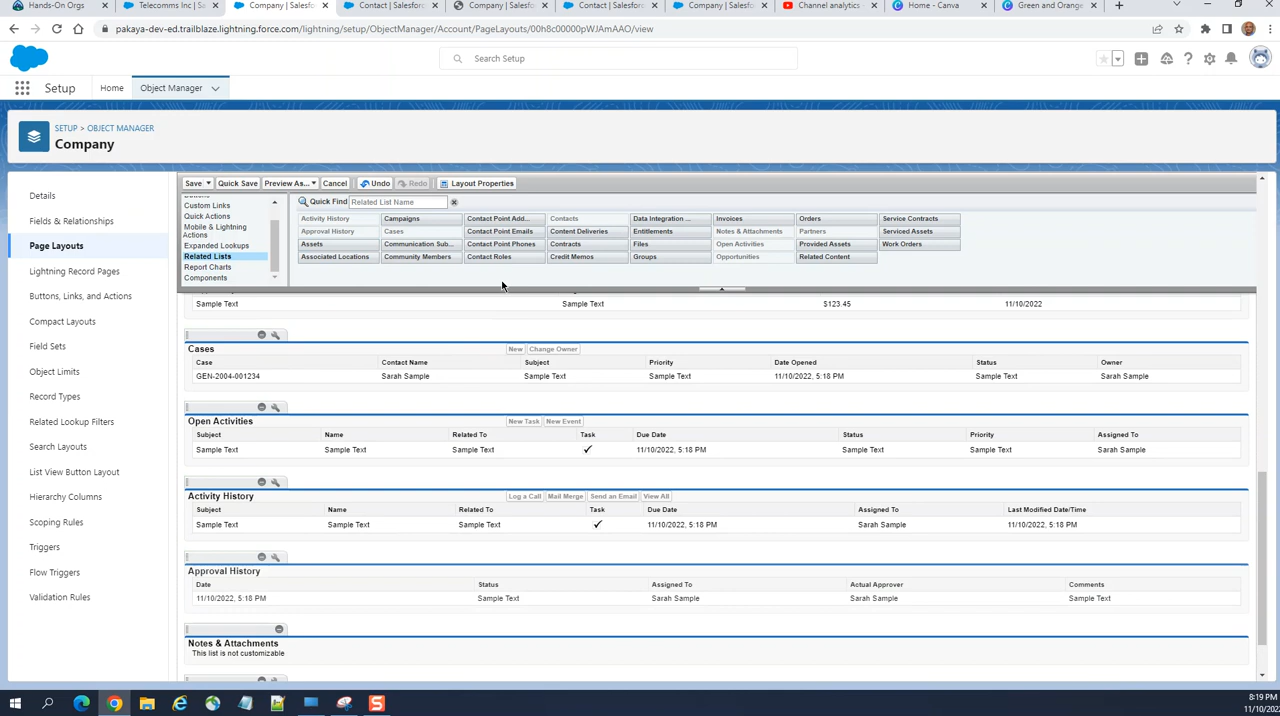 Hands-On Orgs
Telecomms Inc | Salesf
Company | Salesf
Contact | Salesfor
Company | Salesfo
Contact | Salesfor
Company | Salesfo
Channel analytics
Home - Canva
Green and Orange
pakaya-dev-ed.trailblaze.lightning.force.com/lightning/setup/ObjectManager/Account/PageLayouts/00h8c00000pWJAmAAO/view
Search Setup
Setup
Home
Object Manager
SETUP > OBJECT MANAGER
Company
Details
Fields & Relationships
Page Layouts
Lightning Record Pages
Buttons, Links, and Actions
Compact Layouts
Field Sets
Object Limits
Record Types
Related Lookup Filters
Search Layouts
List View Button Layout
Hierarchy Columns
Scoping Rules
Triggers
Flow Triggers
Validation Rules
Save Quick Save Preview As... Cancel Undo Redo Layout Properties
Custom Links
Quick Actions
Mobile & Lightning
Actions
Expanded Lookups
Related Lists
Report Charts
Components
Quick Find Related List Name
Activity History Campaigns Contact Point Add... Contacts Data Integration ... Invoices Orders Service Contracts
Approval History Cases Contact Point Emails Content Deliveries Entitlements Notes & Attachments Partners Serviced Assets
Assets Communication Sub... Contact Point Phones Contracts Files Open Activities Provided Assets Work Orders
Associated Locations Community Members Contact Roles Credit Memos Groups Opportunities Related Content
Sample Text Sample Text $123.45 11/10/2022
Cases New Change Owner
Case Contact Name Subject Priority Date Opened Status Owner
GEN-2004-001234 Sarah Sample Sample Text Sample Text 11/10/2022, 5:18 PM Sample Text Sarah Sample
Open Activities New Task New Event
Subject Name Related To Task Due Date Status Priority Assigned To
Sample Text Sample Text Sample Text ✓ 11/10/2022, 5:18 PM Sample Text Sample Text Sarah Sample
Activity History Log a Call Mail Merge Send an Email View All
Subject Name Related To Task Due Date Assigned To Last Modified Date/Time
Sample Text Sample Text Sample Text ✓ 11/10/2022, 5:18 PM Sarah Sample 11/10/2022, 5:18 PM
Approval History
Date Status Assigned To Actual Approver Comments
11/10/2022, 5:18 PM Sample Text Sarah Sample Sarah Sample Sample Text
Notes & Attachments
This list is not customizable
8:19 PM